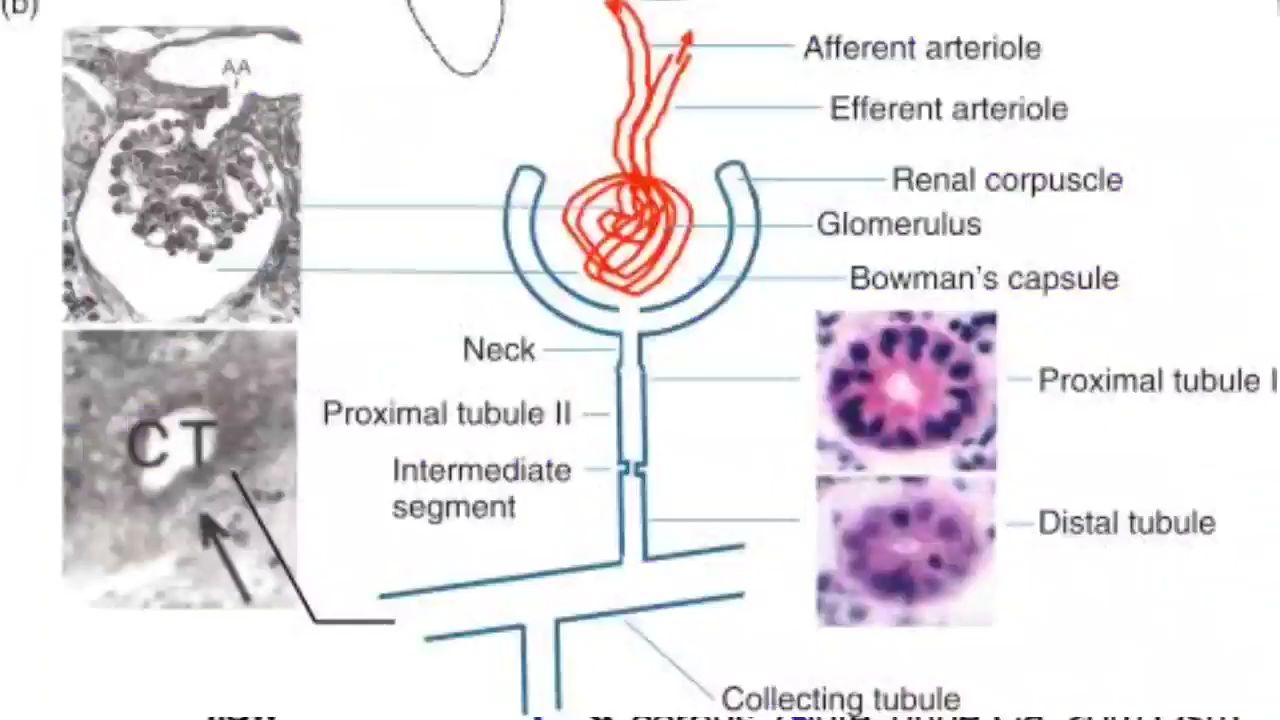 (b)
AA
Afferent arteriole
Efferent arteriole
Renal corpuscle
Glomerulus
Bowman's capsule
Neck
Proximal tubule I
Proximal tubule II
CT
Intermediate
segment
Distal tubule
Collecting tubule